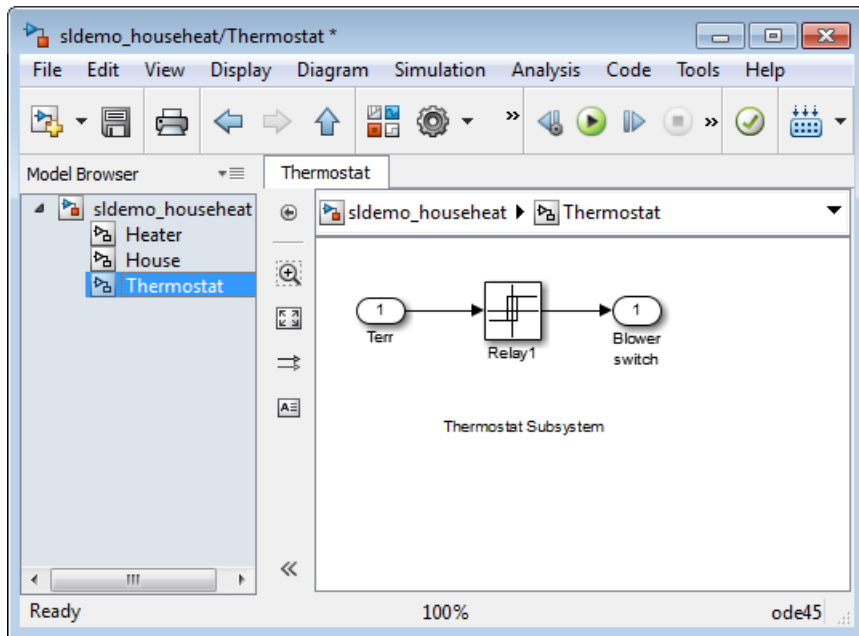 sldemo_househeat/Thermostat *
File Edit View Display Diagram Simulation Analysis Code Tools Help
Model Browser
Thermostat
sldemo_househeat
Heater
House
Thermostat
sldemo_househeat Thermostat
1
Terr
Relay1
1
Blower
switch
Thermostat Subsystem
Ready 100% ode45